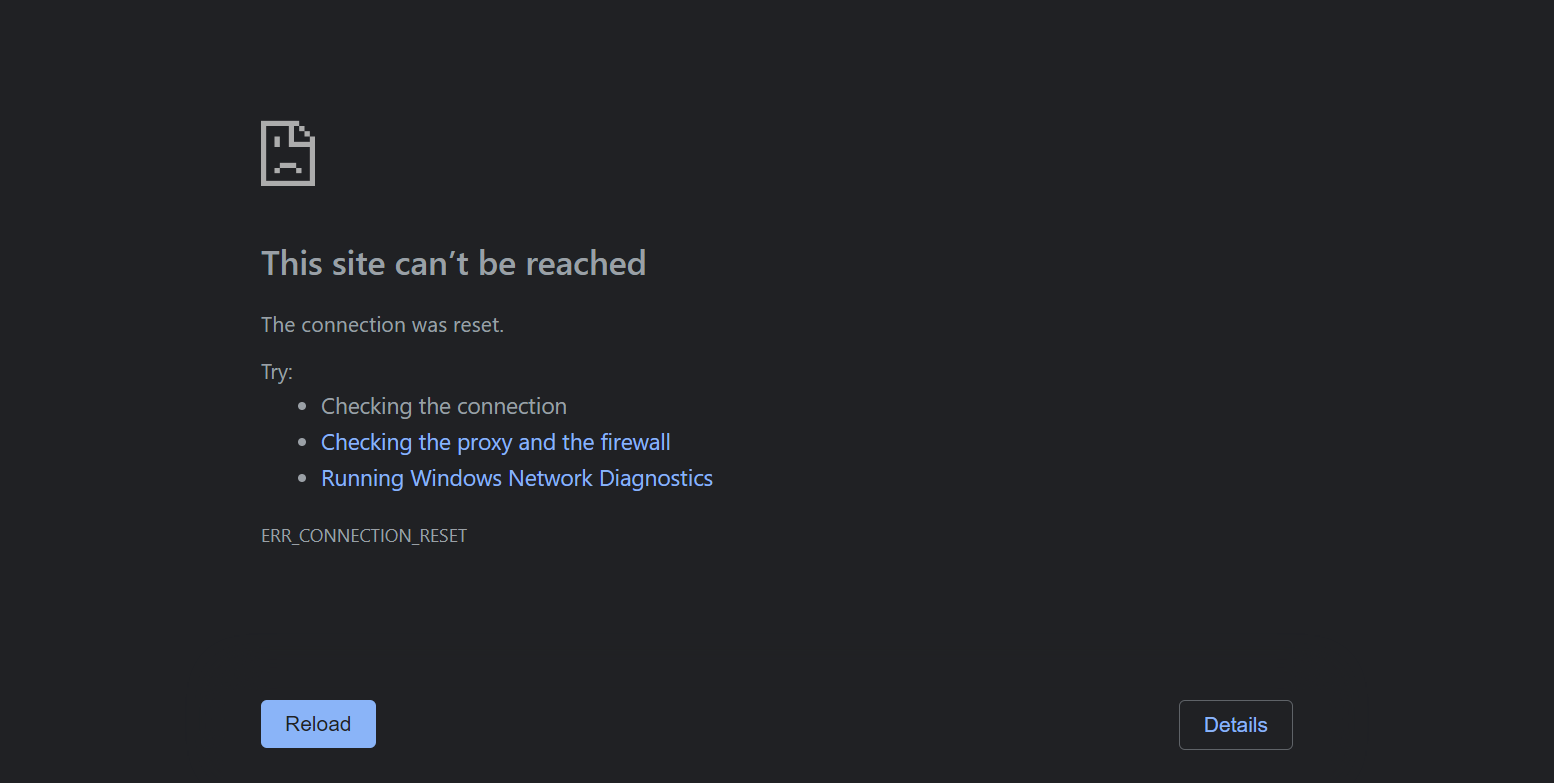 This site can’t be reached
The connection was reset.
Try:
Checking the connection
Checking the proxy and the firewall
Running Windows Network Diagnostics
ERR_CONNECTION_RESET
Reload
Details